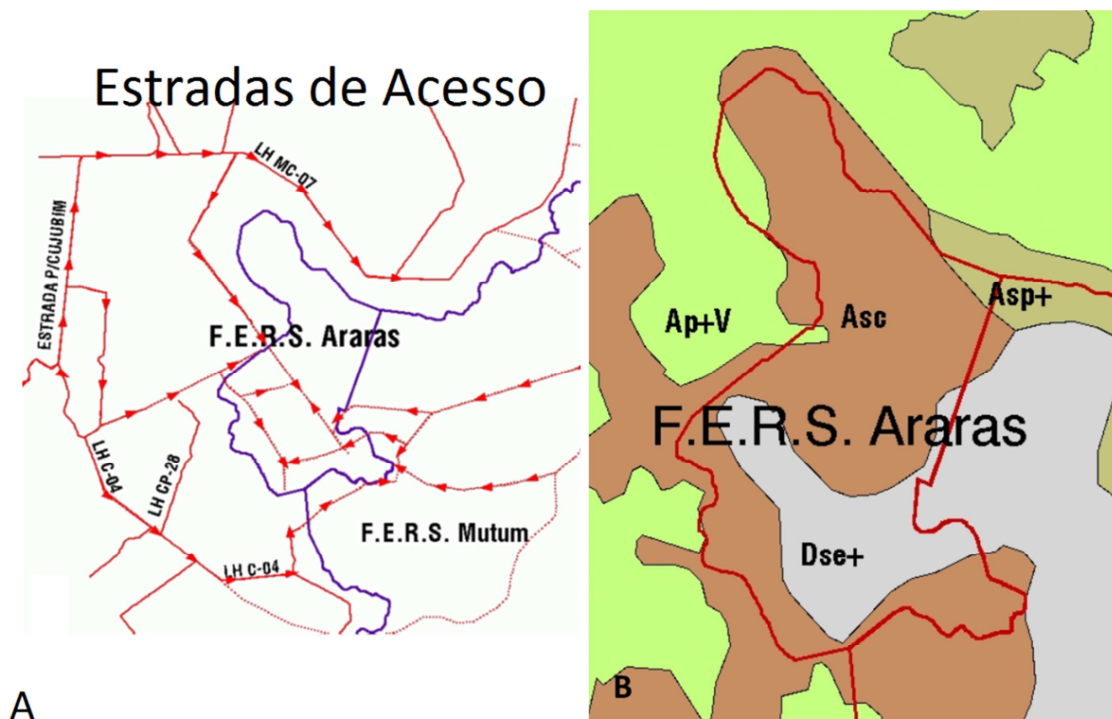 Estradas de Acesso
LH MC-07
ESTRADA P/CUJUBIM
F.E.R.S. Araras
LH C-04
LH CP-28
F.E.R.S. Mutum
LH C-04
A
Ap+V
Asc
Asp+
F.E.R.S. Araras
Dse+
B